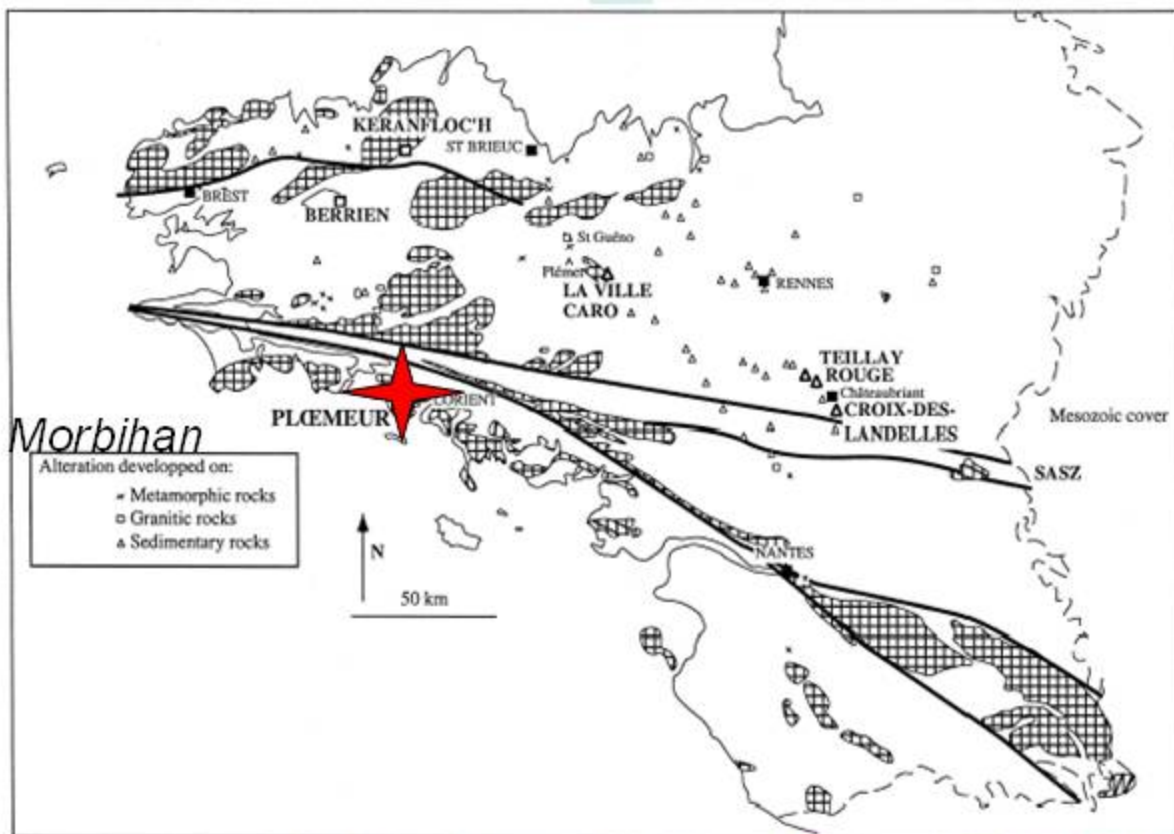 KERANFLOC'H
ST BRIEUC
BREST
BERRIEN
St Guéno
Plémet
LA VILLE
CARO
RENNES
TEILLAY
ROUGE
Châteaubriant
CROIX-DES-
LANDELLES
Mesozoic cover
SASZ
LORIENT
PLŒMEUR
Morbihan
Alteration developped on:
Metamorphic rocks
Granitic rocks
Sedimentary rocks
N
50 km
NANTES